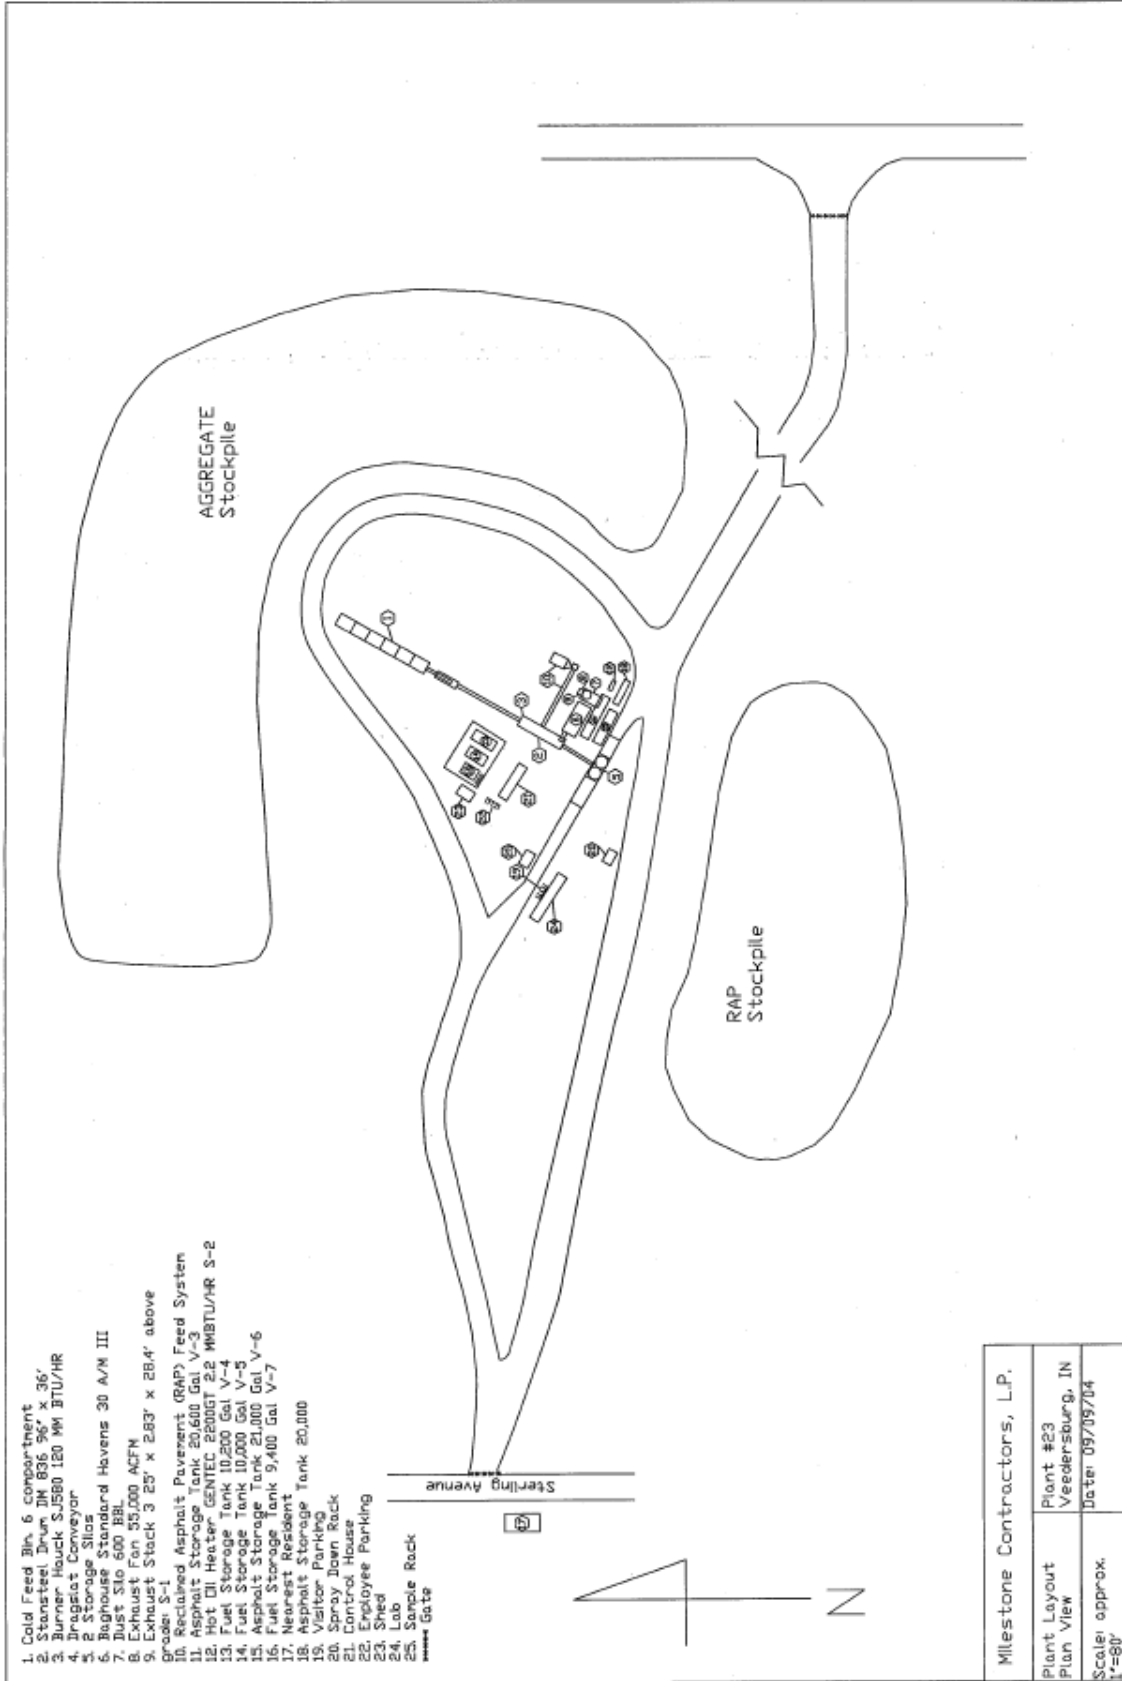 1. Cold Feed Bin, 6 compartment
2. Stansteel Drum DM 836 96" x 36'
3. Burner Hauck SJ580 120 MM BTU/HR
4. Dragslat Conveyor
5. 2 Storage Silos
6. Baghouse Standard Havens 30 A/M III
7. Dust Silo 600 BBL
8. Exhaust Fan 55,000 ACFM
9. Exhaust Stack 3 25' x 2.83' x 28.4' above
grade: S-1
10. Reclaimed Asphalt Pavement (RAP) Feed System
11. Asphalt Storage Tank 20,600 Gal V-3
12. Hot Oil Heater GENTEC 2200GT 2.2 MMBTU/HR S-2
13. Fuel Storage Tank 10,200 Gal V-4
14. Fuel Storage Tank 10,000 Gal V-5
15. Asphalt Storage Tank 21,000 Gal V-6
16. Fuel Storage Tank 9,400 Gal V-7
17. Nearest Resident
18. Asphalt Storage Tank 20,000
19. Visitor Parking
20. Spray Down Rack
21. Control House
22. Employee Parking
23. Shed
24. Lab
25. Sample Rack
Gate
AGGREGATE
Stockpile
1
3
2
5
21
24
RAP
Stockpile
Sterling Avenue
17
N
Milestone Contractors, L.P.
Plant Layout
Plan View
Plant #23
Veedersburg, IN
Scale: approx.
1"=80'
Date: 09/09/04